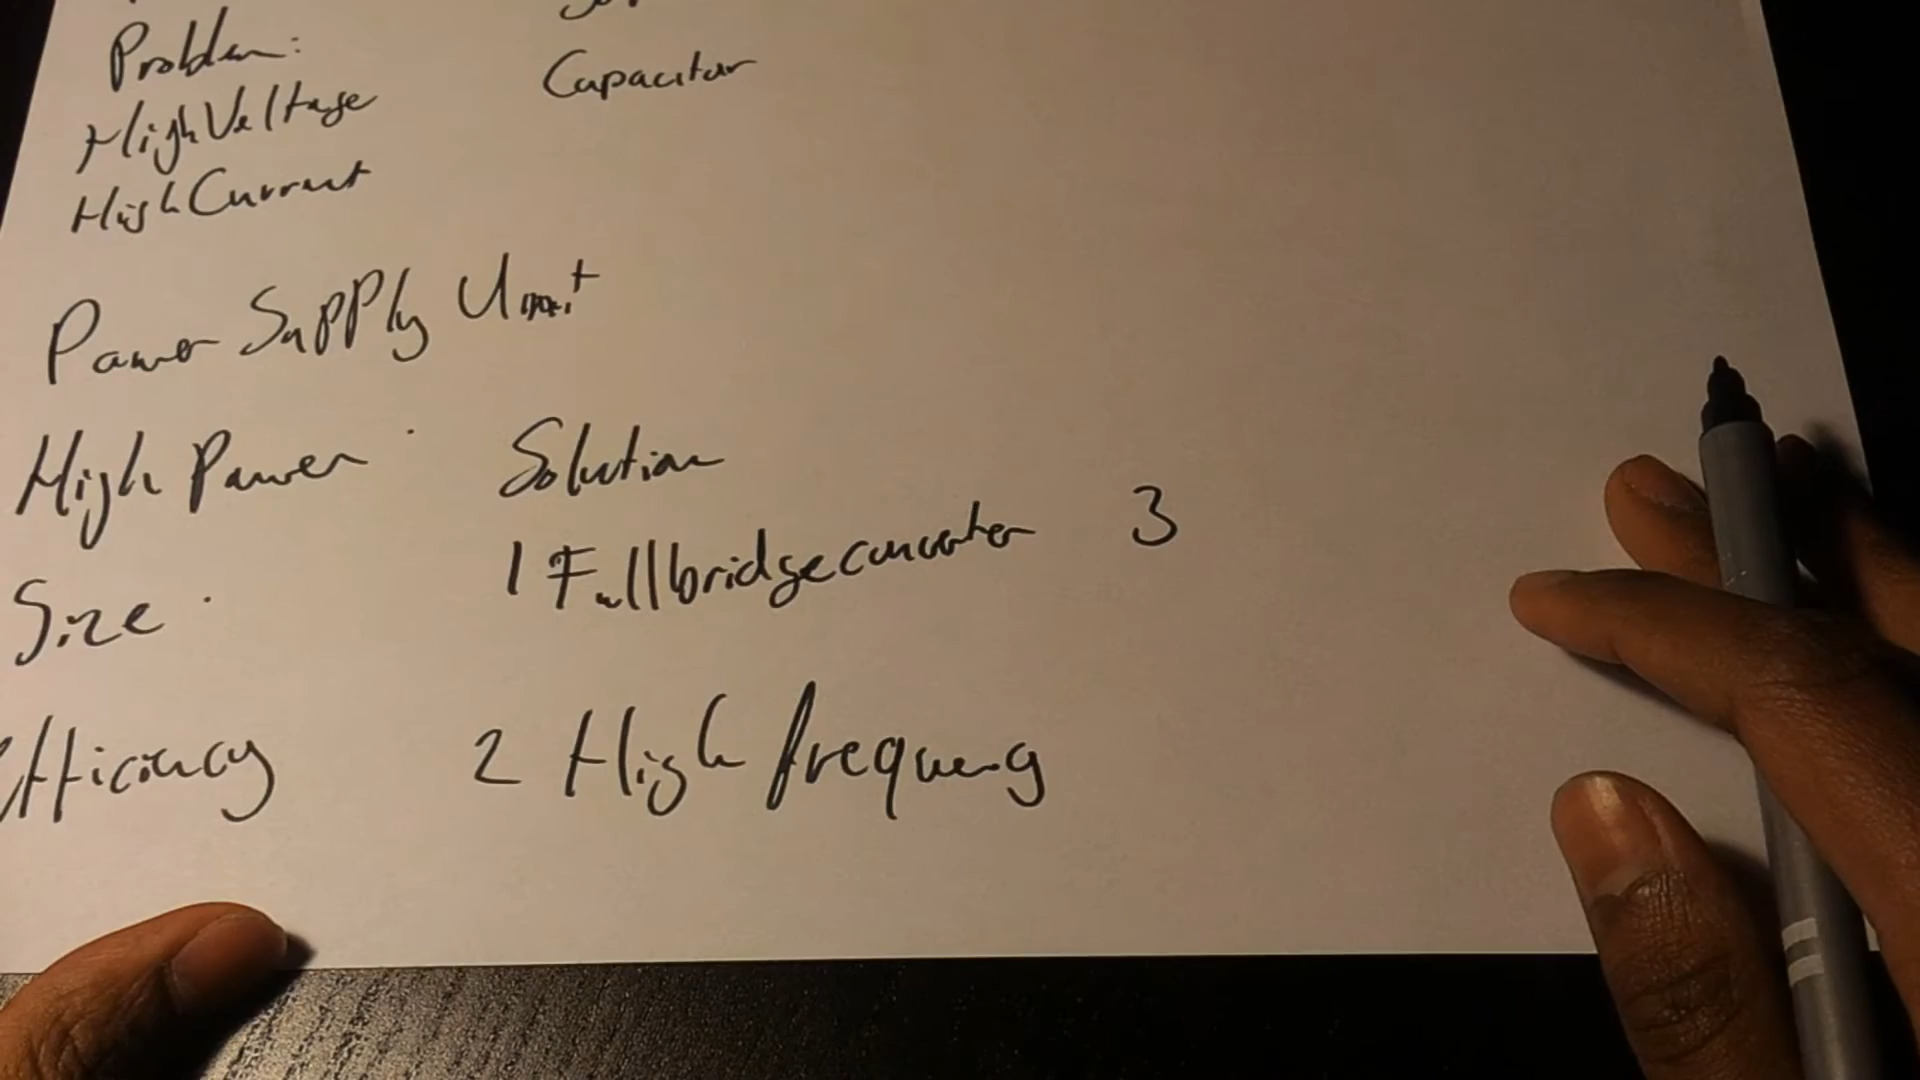 Problem:
High Voltage
High Current
Capacitor
Power Supply Unit
High Power
Size
Efficiency
Solution
1 Fullbridgeconverter 3
2 High frequency